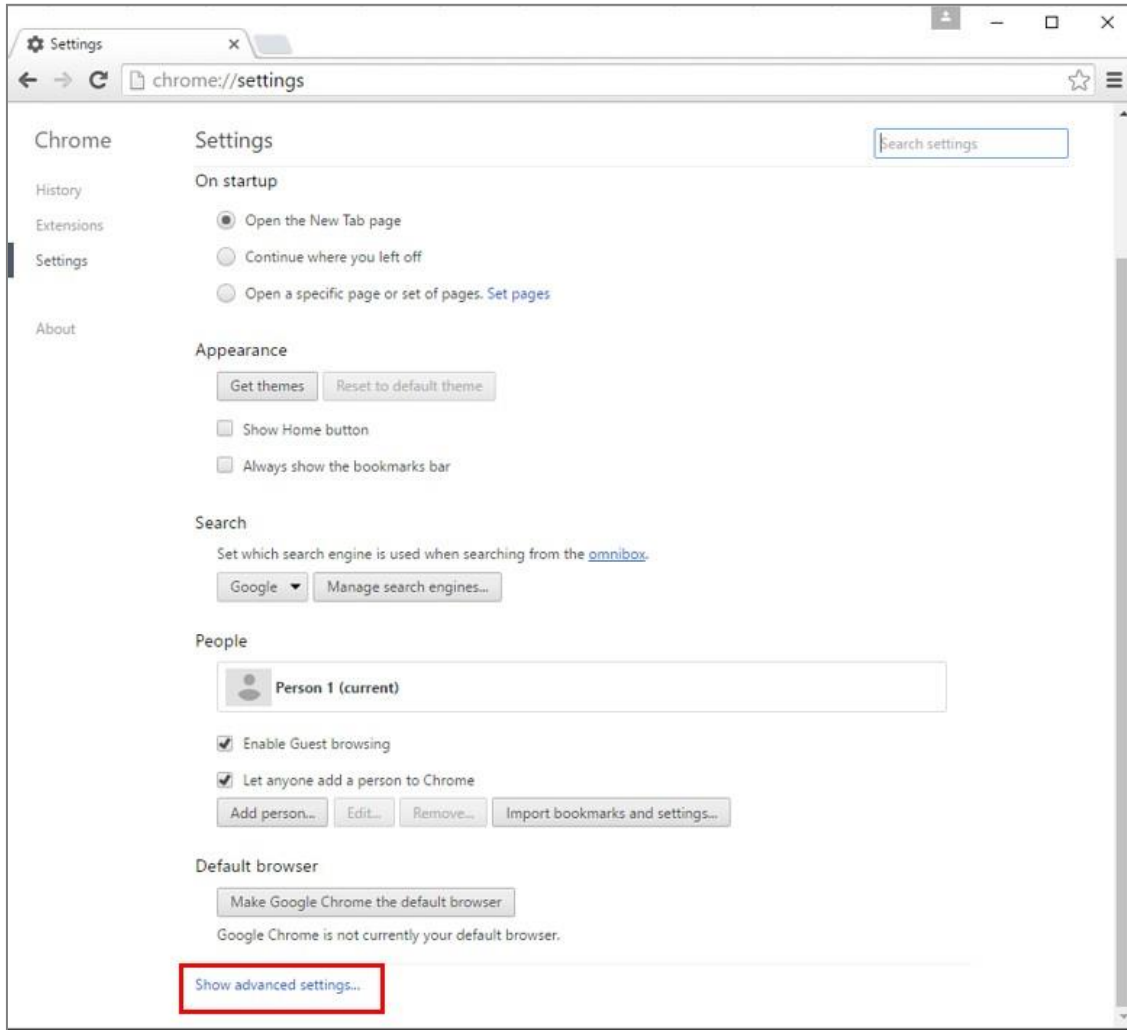 Settings
chrome://settings
Chrome
History
Extensions
Settings
About
Settings
Search settings
On startup
Open the New Tab page
Continue where you left off
Open a specific page or set of pages. Set pages
Appearance
Get themes
Reset to default theme
Show Home button
Always show the bookmarks bar
Search
Set which search engine is used when searching from the omnibox.
Google
Manage search engines...
People
Person 1 (current)
Enable Guest browsing
Let anyone add a person to Chrome
Add person...
Edit...
Remove...
Import bookmarks and settings...
Default browser
Make Google Chrome the default browser
Google Chrome is not currently your default browser.
Show advanced settings...